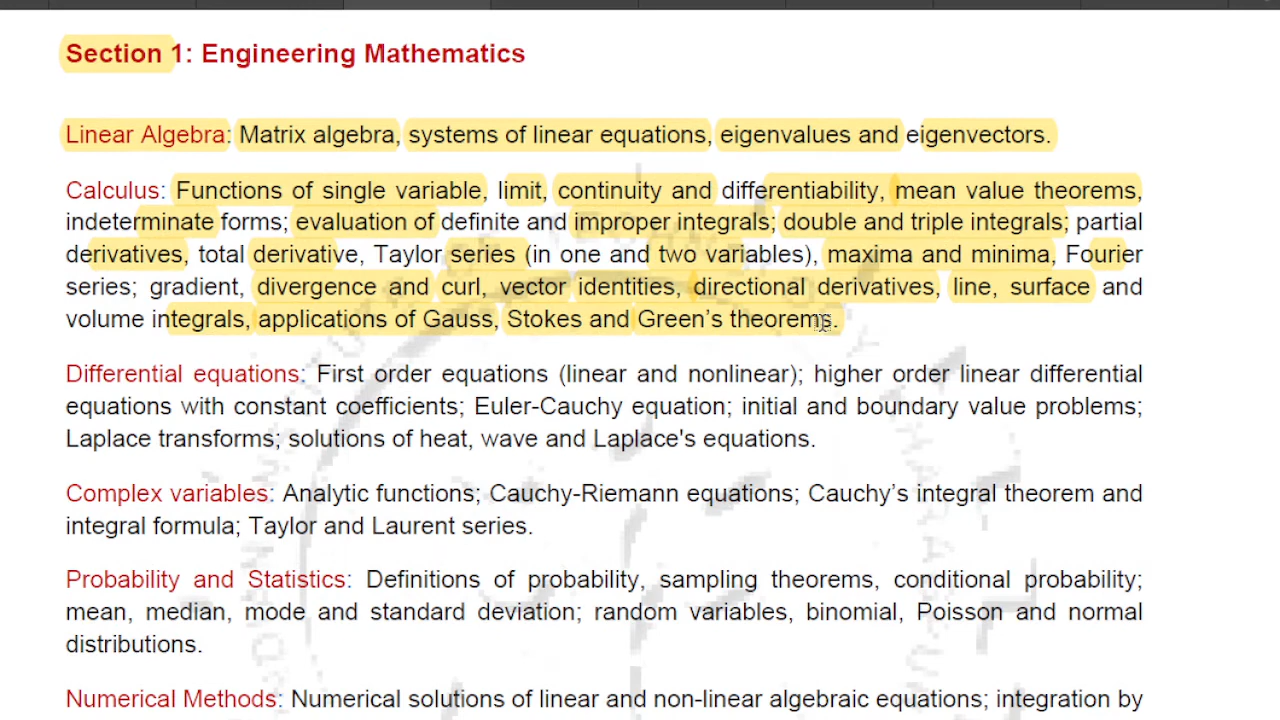 Section 1: Engineering Mathematics
Linear Algebra: Matrix algebra, systems of linear equations, eigenvalues and eigenvectors.
Calculus: Functions of single variable, limit, continuity and differentiability, mean value theorems,
indeterminate forms; evaluation of definite and improper integrals; double and triple integrals; partial
derivatives, total derivative, Taylor series (in one and two variables), maxima and minima, Fourier
series; gradient, divergence and curl, vector identities, directional derivatives, line, surface and
volume integrals, applications of Gauss, Stokes and Green’s theorems.
Differential equations: First order equations (linear and nonlinear); higher order linear differential
equations with constant coefficients; Euler-Cauchy equation; initial and boundary value problems;
Laplace transforms; solutions of heat, wave and Laplace's equations.
Complex variables: Analytic functions; Cauchy-Riemann equations; Cauchy’s integral theorem and
integral formula; Taylor and Laurent series.
Probability and Statistics: Definitions of probability, sampling theorems, conditional probability;
mean, median, mode and standard deviation; random variables, binomial, Poisson and normal
distributions.
Numerical Methods: Numerical solutions of linear and non-linear algebraic equations; integration by